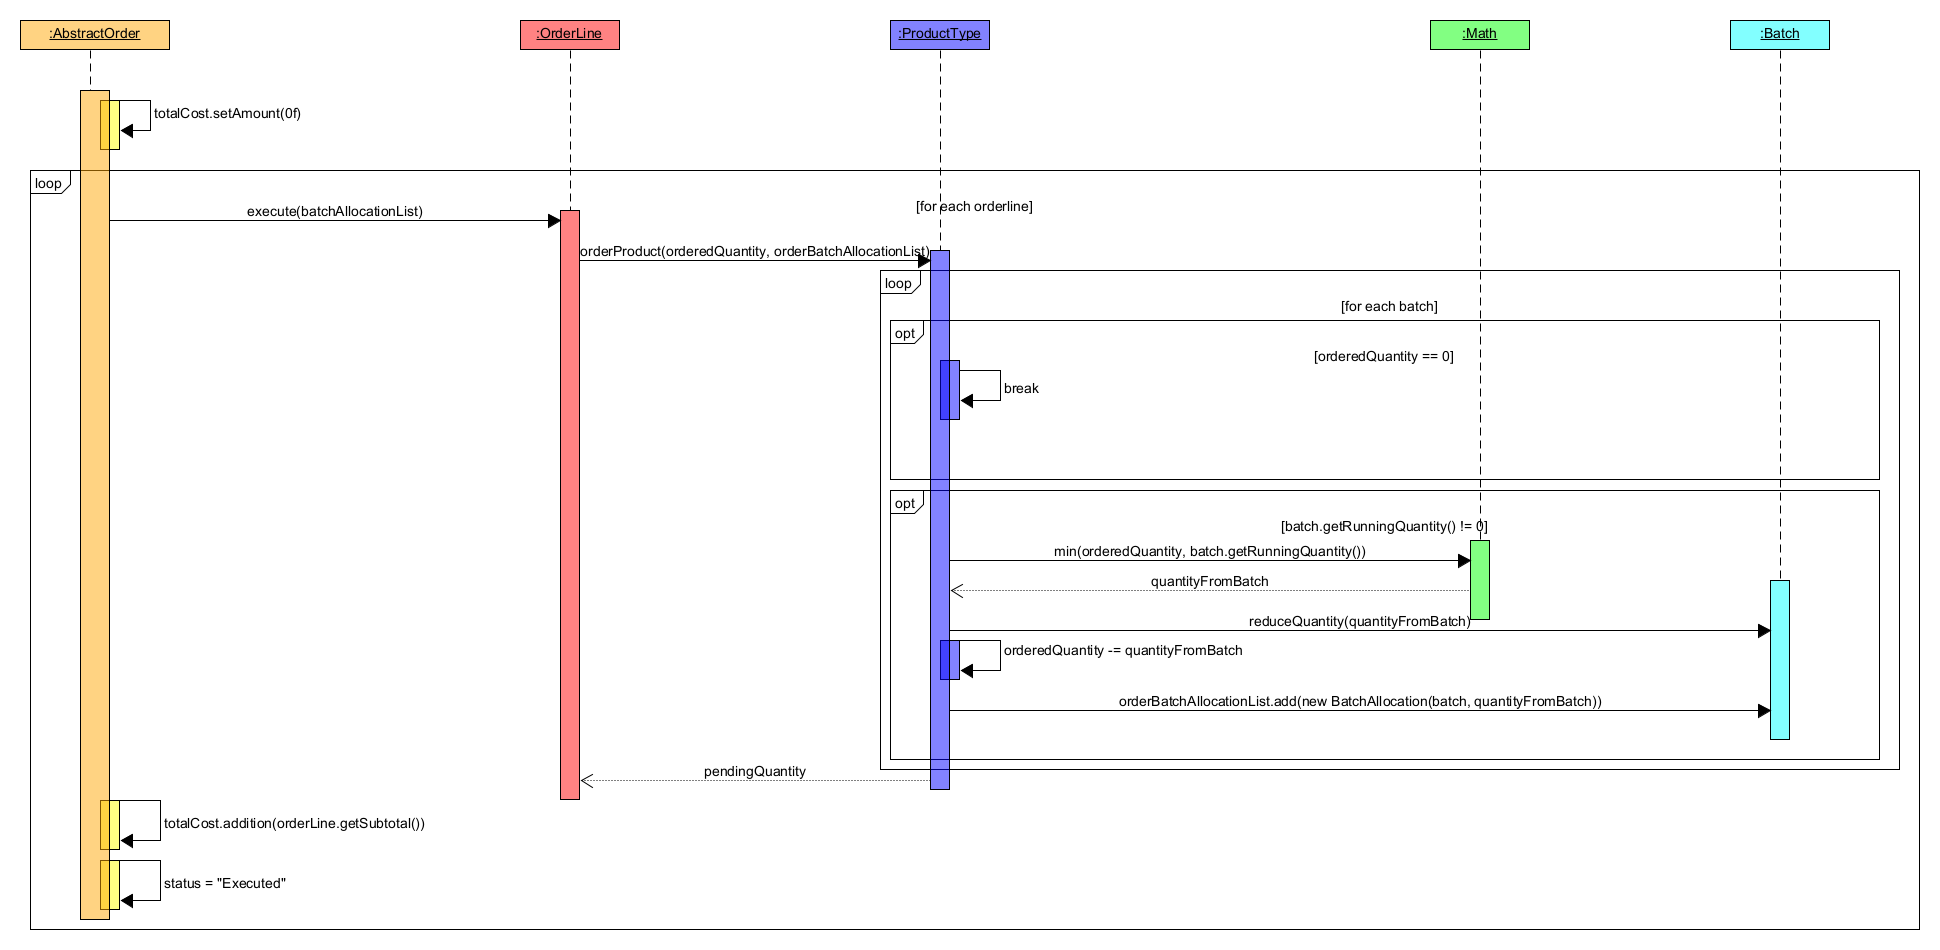 :AbstractOrder
:OrderLine
:ProductType
:Math
:Batch
totalCost.setAmount(0f)
loop
[for each orderline]
execute(batchAllocationList)
orderProduct(orderedQuantity, orderBatchAllocationList)
loop
[for each batch]
opt
[orderedQuantity == 0]
break
opt
[batch.getRunningQuantity() != 0]
min(orderedQuantity, batch.getRunningQuantity())
quantityFromBatch
reduceQuantity(quantityFromBatch)
orderedQuantity -= quantityFromBatch
orderBatchAllocationList.add(new BatchAllocation(batch, quantityFromBatch))
pendingQuantity
totalCost.addition(orderLine.getSubtotal())
status = "Executed"